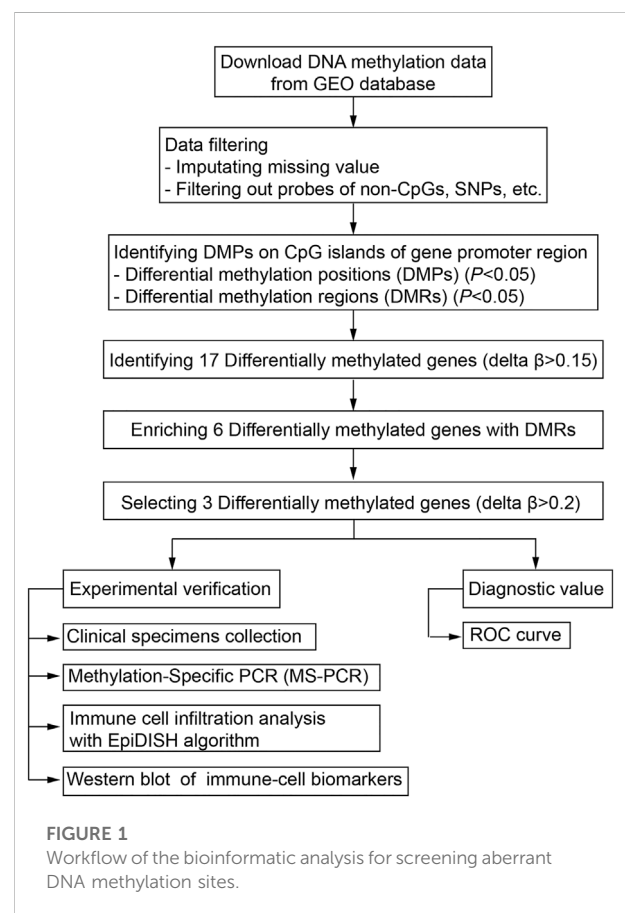 Download DNA methylation data
from GEO database
Data filtering
- Imputating missing value
- Filtering out probes of non-CpGs, SNPs, etc.
Identifying DMPs on CpG islands of gene promoter region
- Differential methylation positions (DMPs) (P<0.05)
- Differential methylation regions (DMRs) (P<0.05)
Identifying 17 Differentially methylated genes (delta β>0.15)
Enriching 6 Differentially methylated genes with DMRs
Selecting 3 Differentially methylated genes (delta β>0.2)
Experimental verification
Clinical specimens collection
Methylation-Specific PCR (MS-PCR)
Immune cell infiltration analysis
with EpiDISH algorithm
Western blot of immune-cell biomarkers
Diagnostic value
ROC curve
FIGURE 1
Workflow of the bioinformatic analysis for screening aberrant
DNA methylation sites.